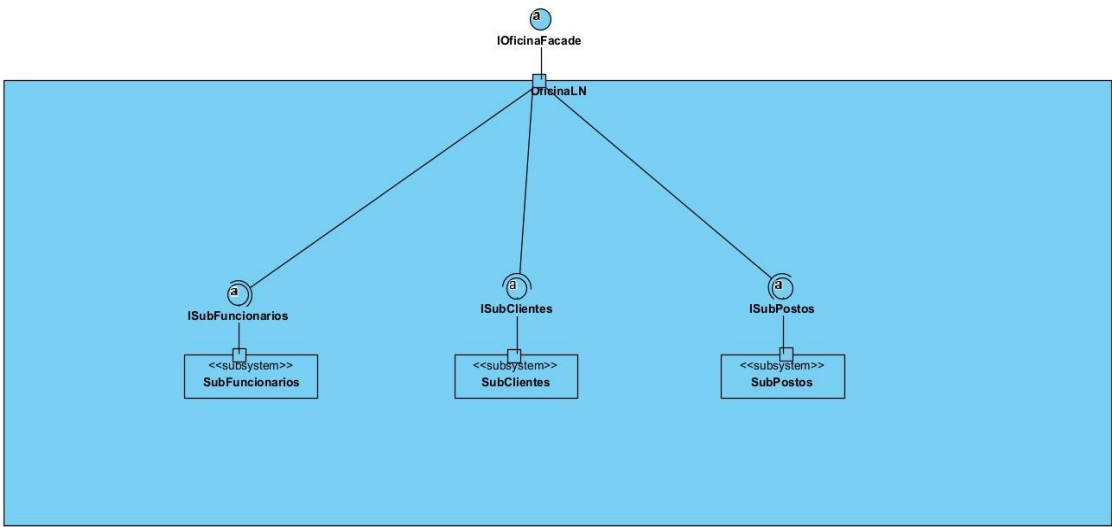 a
IOficinaFacade
OficinaLN
a
ISubFuncionarios
a
ISubClientes
a
ISubPostos
<<subsystem>>
SubFuncionarios
<<subsystem>>
SubClientes
<<subsystem>>
SubPostos